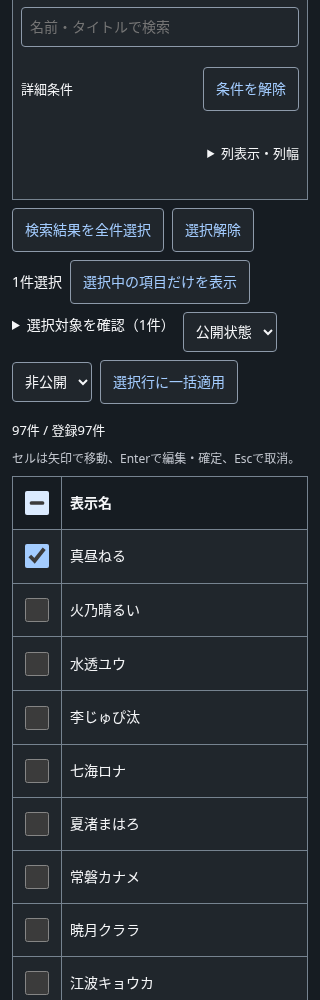 名前・タイトルで検索
詳細条件 条件を解除
▶ 列表示・列幅
検索結果を全件選択 選択解除
1件選択 選択中の項目だけを表示
▶ 選択対象を確認（1件） 公開状態
非公開 選択行に一括適用
97件 / 登録97件
セルは矢印で移動、Enterで編集・確定、Escで取消。
表示名
真昼ねる
火乃晴るい
水透ユウ
李じゅぴ汰
七海ロナ
夏渚まはろ
常磐カナメ
暁月クララ
江波キョウカ